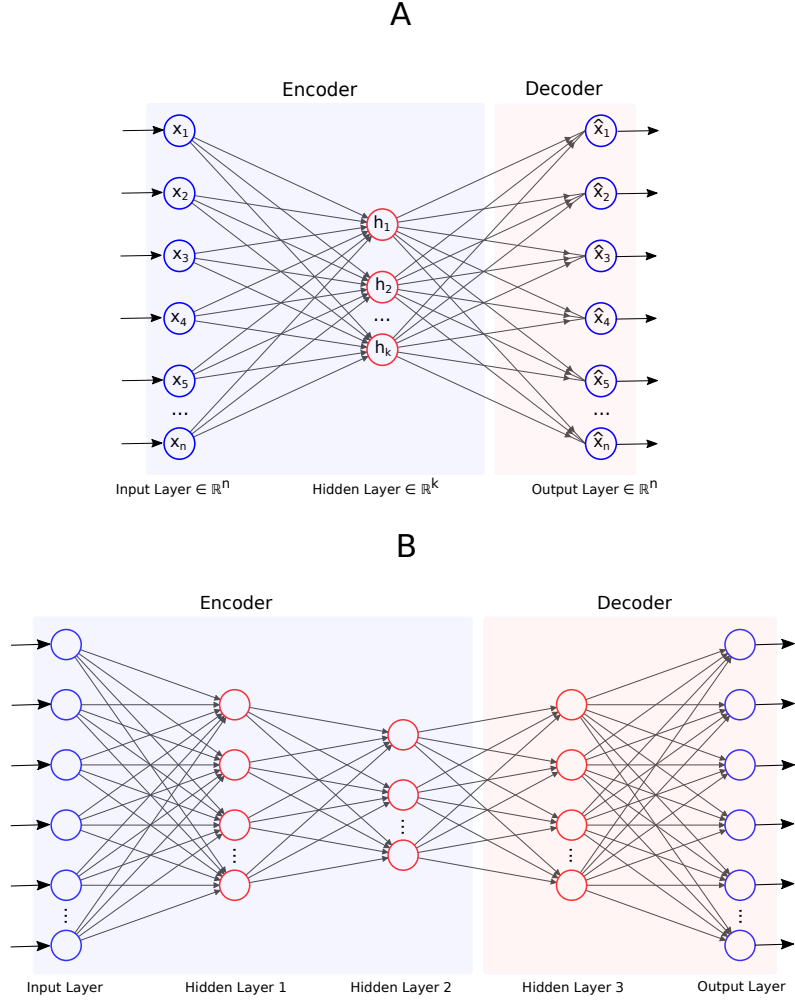 A
Encoder Decoder
x₁ x̂₁
x₂ x̂₂
h₁
x₃ x̂₃
h₂
x₄ ... x̂₄
hₖ
x₅ x̂₅
... ...
xₙ x̂ₙ
Input Layer ∈ ℝⁿ Hidden Layer ∈ ℝᵏ Output Layer ∈ ℝⁿ
B
Encoder Decoder
...
... ...
... ...
Input Layer Hidden Layer 1 Hidden Layer 2 Hidden Layer 3 Output Layer